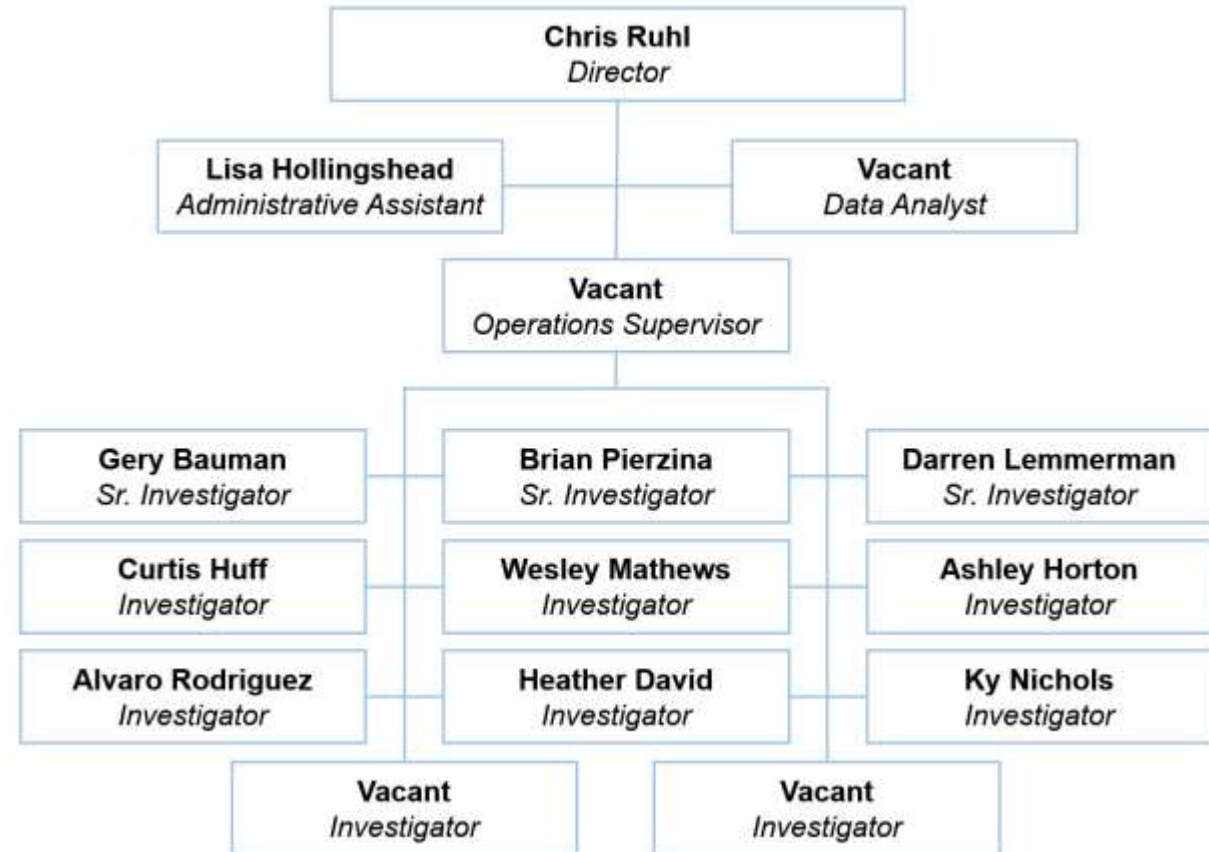 Chris Ruhl
Director
Lisa Hollingshead
Administrative Assistant
Vacant
Data Analyst
Vacant
Operations Supervisor
Gery Bauman
Sr. Investigator
Brian Pierzina
Sr. Investigator
Darren Lemmerman
Sr. Investigator
Curtis Huff
Investigator
Wesley Mathews
Investigator
Ashley Horton
Investigator
Alvaro Rodriguez
Investigator
Heather David
Investigator
Ky Nichols
Investigator
Vacant
Investigator
Vacant
Investigator